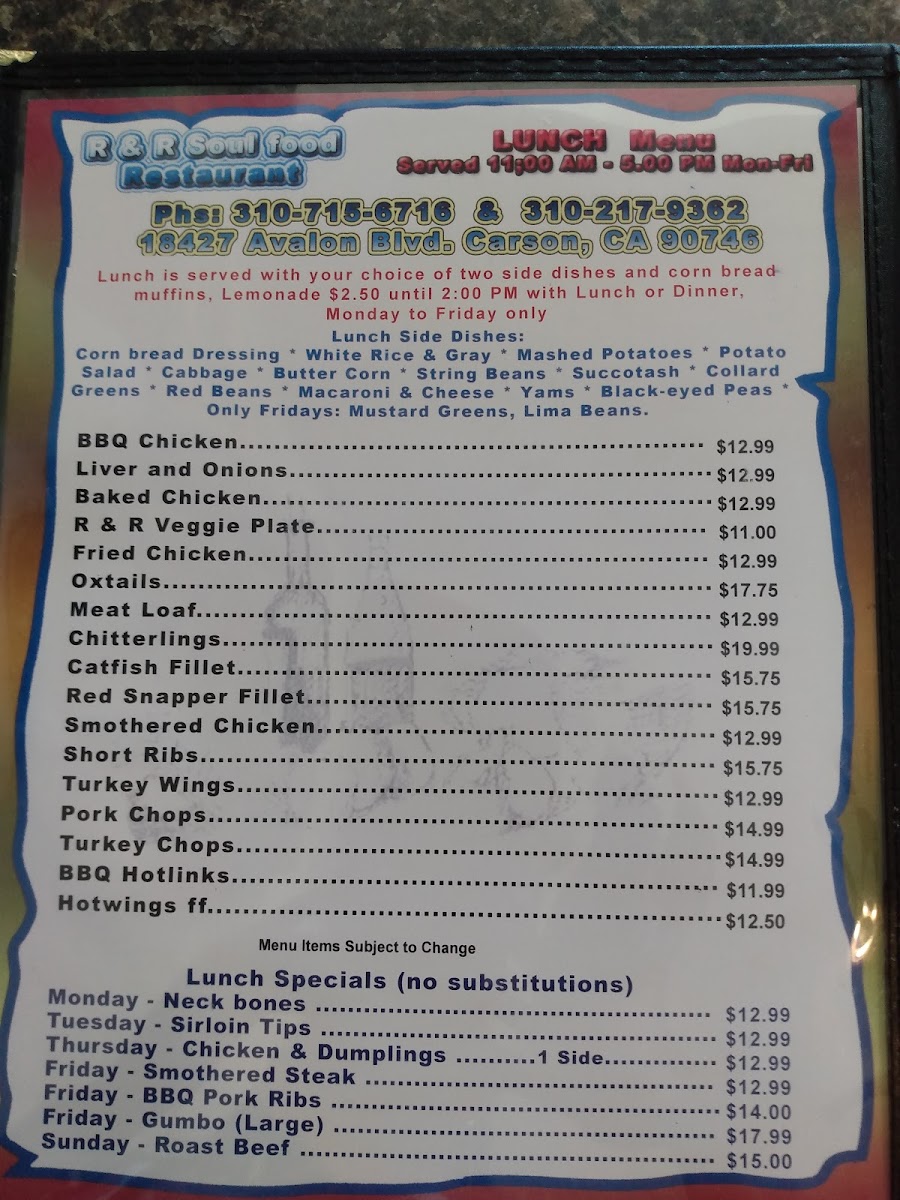 R & R Soul food
Restaurant
LUNCH Menu
Served 11:00 AM - 5.00 PM Mon-Fri
Phs: 310-715-6716 & 310-217-9362
18427 Avalon Blvd. Carson, CA 90746
Lunch is served with your choice of two side dishes and corn bread
muffins, Lemonade $2.50 until 2:00 PM with Lunch or Dinner,
Monday to Friday only
Lunch Side Dishes:
Corn bread Dressing * White Rice & Gray * Mashed Potatoes * Potato
Salad * Cabbage * Butter Corn * String Beans * Succotash * Collard
Greens * Red Beans * Macaroni & Cheese * Yams * Black-eyed Peas *
Only Fridays: Mustard Greens, Lima Beans.
BBQ Chicken........ $12.99
Liver and Onions........ $12.99
Baked Chicken........ $12.99
R & R Veggie Plate........ $11.00
Fried Chicken........ $12.99
Oxtails........ $17.75
Meat Loaf........ $12.99
Chitterlings........ $19.99
Catfish Fillet........ $15.75
Red Snapper Fillet........ $15.75
Smothered Chicken........ $12.99
Short Ribs........ $15.75
Turkey Wings........ $12.99
Pork Chops........ $14.99
Turkey Chops........ $14.99
BBQ Hotlinks........ $11.99
Hotwings ff........ $12.50
Menu Items Subject to Change
Lunch Specials (no substitutions)
Monday - Neck bones ........ $12.99
Tuesday - Sirloin Tips ........ $12.99
Thursday - Chicken & Dumplings ..........1 Side........ $12.99
Friday - Smothered Steak ........ $12.99
Friday - BBQ Pork Ribs ........ $14.00
Friday - Gumbo (Large) ........ $17.99
Sunday - Roast Beef ........ $15.00